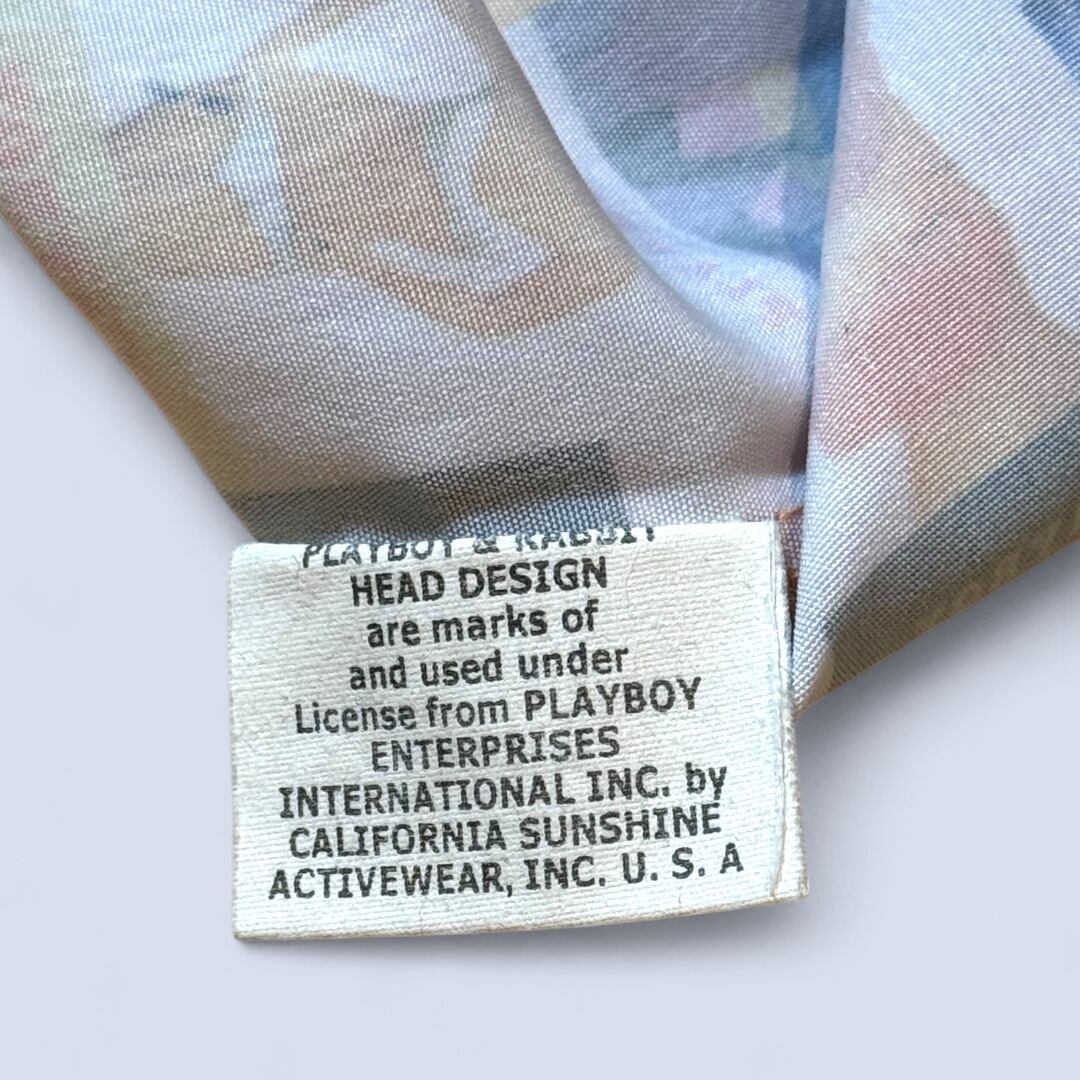 PLAYBOY & RABBIT
HEAD DESIGN
are marks of
and used under
License from PLAYBOY
ENTERPRISES
INTERNATIONAL INC. by
CALIFORNIA SUNSHINE
ACTIVEWEAR, INC. U. S. A